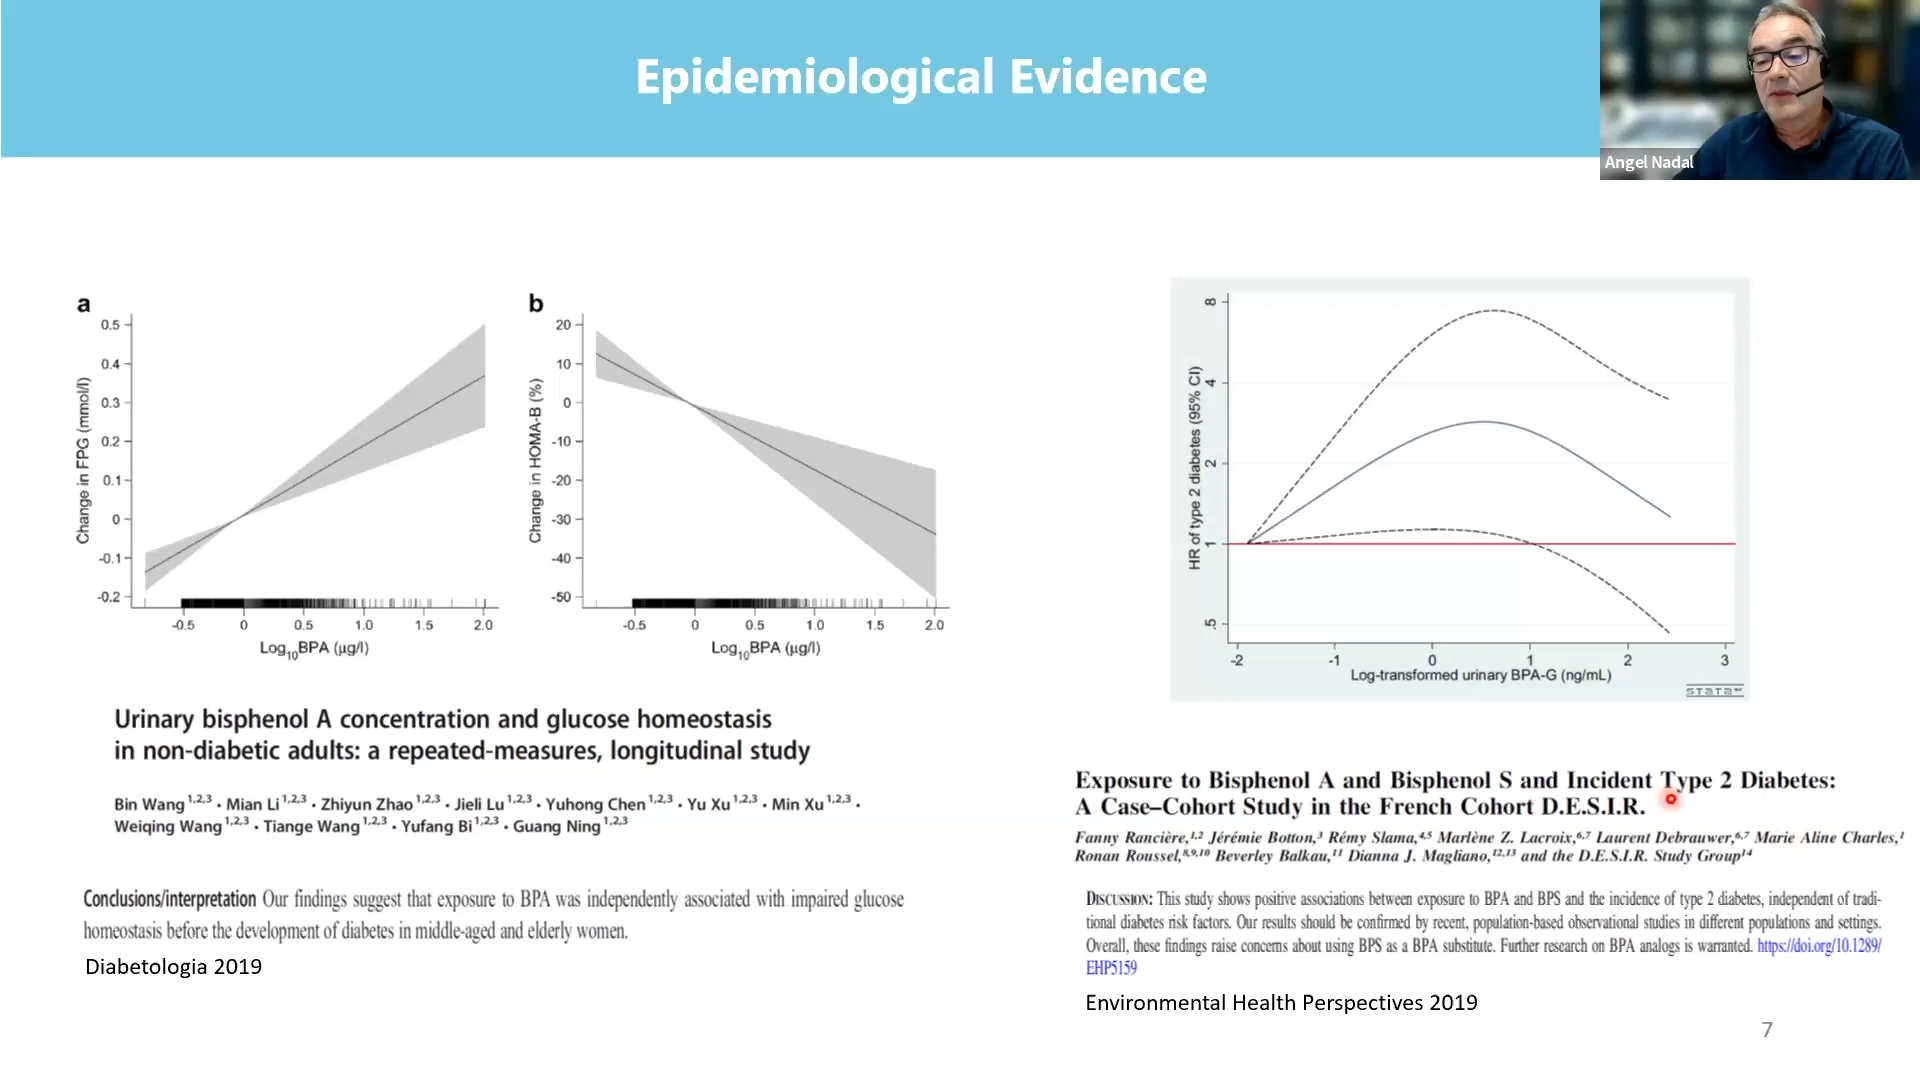 Epidemiological Evidence
Angel Nadal
a
0.5
0.4
0.3
0.2
0.1
0
-0.1
-0.2
Change in FPG (mmol/l)
-0.5 0 0.5 1.0 1.5 2.0
Log10BPA (µg/l)
b
20
10
0
-10
-20
-30
-40
-50
Change in HOMA-B (%)
-0.5 0 0.5 1.0 1.5 2.0
Log10BPA (µg/l)
8
4
2
1
.5
HR of type 2 diabetes (95% CI)
-2 -1 0 1 2 3
Log-transformed urinary BPA-G (ng/mL)
STATA™
Urinary bisphenol A concentration and glucose homeostasis
in non-diabetic adults: a repeated-measures, longitudinal study
Bin Wang1,2,3 · Mian Li1,2,3 · Zhiyun Zhao1,2,3 · Jieli Lu1,2,3 · Yuhong Chen1,2,3 · Yu Xu1,2,3 · Min Xu1,2,3 ·
Weiqing Wang1,2,3 · Tiange Wang1,2,3 · Yufang Bi1,2,3 · Guang Ning1,2,3
Conclusions/interpretation Our findings suggest that exposure to BPA was independently associated with impaired glucose
homeostasis before the development of diabetes in middle-aged and elderly women.
Diabetologia 2019
Exposure to Bisphenol A and Bisphenol S and Incident Type 2 Diabetes:
A Case–Cohort Study in the French Cohort D.E.S.I.R.
Fanny Rancière,1,2 Jérémie Botton,3 Rémy Slama,4,5 Marlène Z. Lacroix,6,7 Laurent Debrauwer,6,7 Marie Aline Charles,1
Ronan Roussel,8,9,10 Beverley Balkau,11 Dianna J. Magliano,12,13 and the D.E.S.I.R. Study Group14
DISCUSSION: This study shows positive associations between exposure to BPA and BPS and the incidence of type 2 diabetes, independent of tradi-
tional diabetes risk factors. Our results should be confirmed by recent, population-based observational studies in different populations and settings.
Overall, these findings raise concerns about using BPS as a BPA substitute. Further research on BPA analogs is warranted. https://doi.org/10.1289/
EHP5159
Environmental Health Perspectives 2019
7